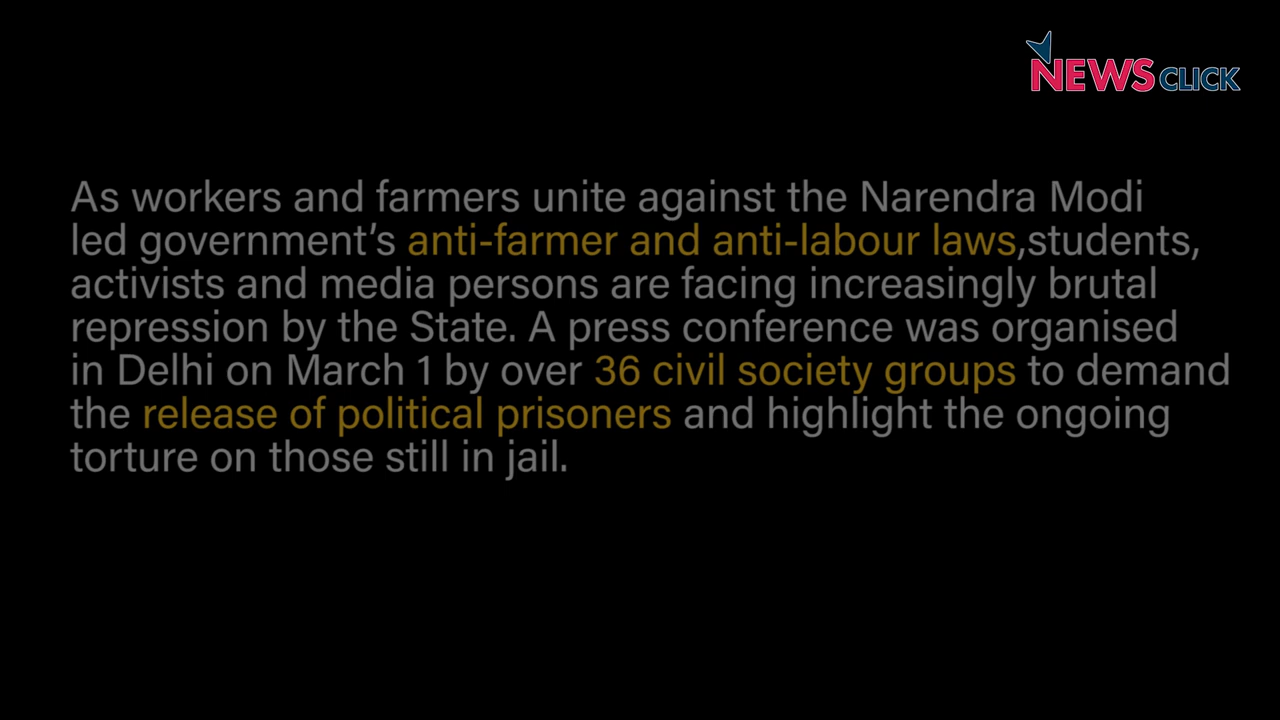 NEWSCLICK
As workers and farmers unite against the Narendra Modi
led government’s anti-farmer and anti-labour laws,students,
activists and media persons are facing increasingly brutal
repression by the State. A press conference was organised
in Delhi on March 1 by over 36 civil society groups to demand
the release of political prisoners and highlight the ongoing
torture on those still in jail.